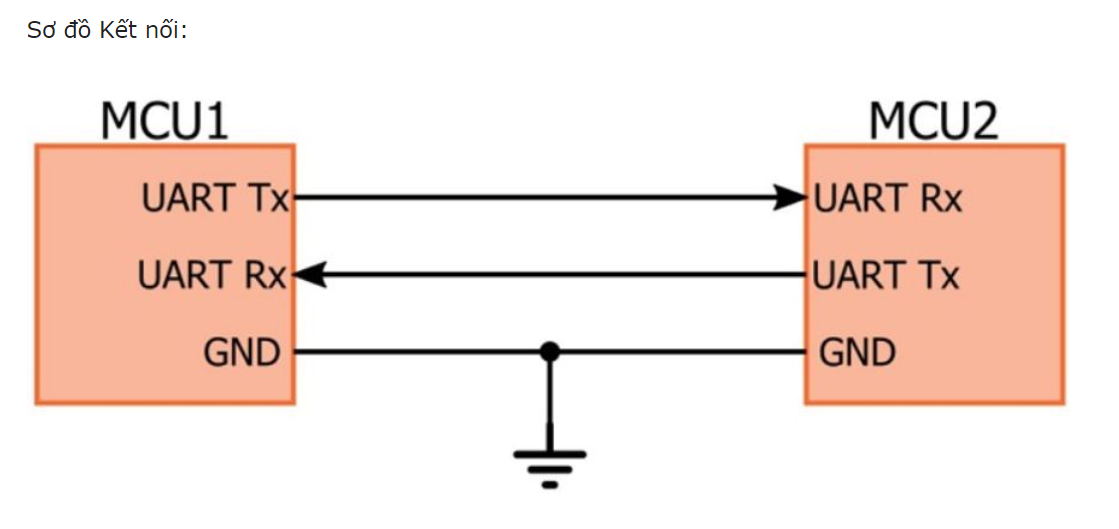 Sơ đồ Kết nối:
MCU1
MCU2
UART Tx
UART Rx
UART Rx
UART Tx
GND
GND